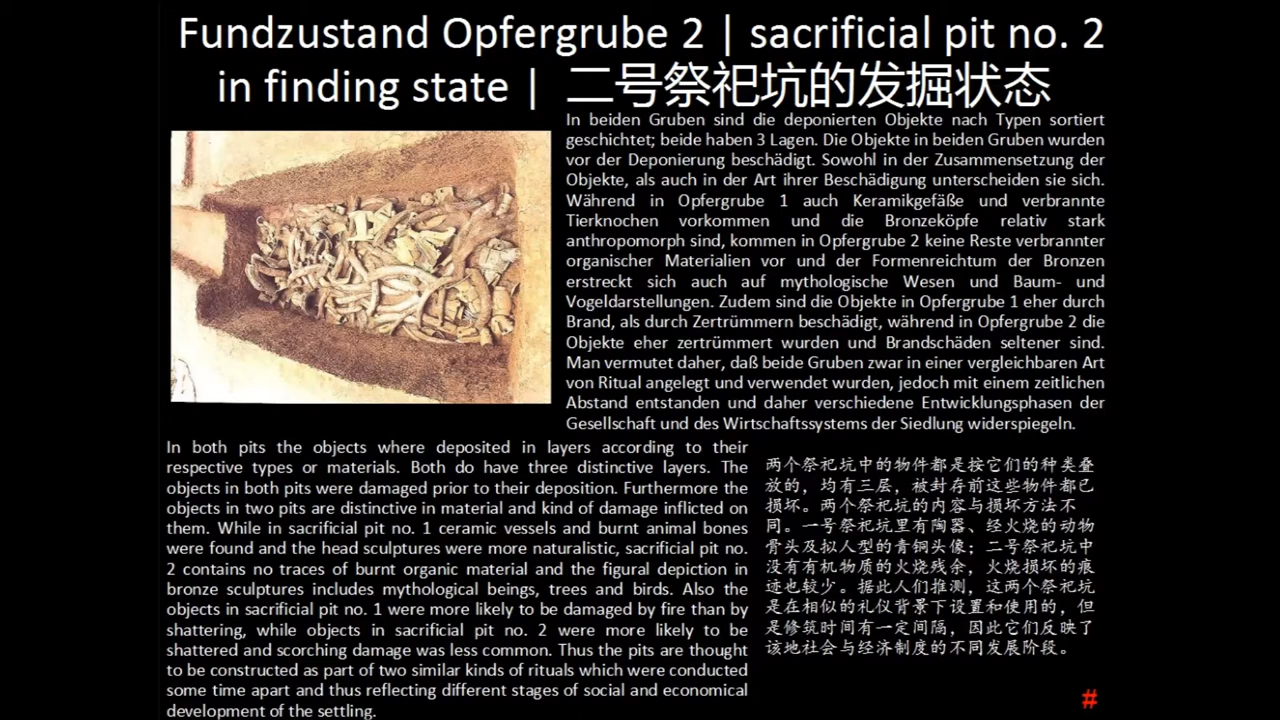 Fundzustand Opfergrube 2 | sacrificial pit no. 2
in finding state | 二号祭祀坑的发掘状态
In beiden Gruben sind die deponierten Objekte nach Typen sortiert
geschichtet; beide haben 3 Lagen. Die Objekte in beiden Gruben wurden
vor der Deponierung beschädigt. Sowohl in der Zusammensetzung der
Objekte, als auch in der Art ihrer Beschädigung unterscheiden sie sich.
Während in Opfergrube 1 auch Keramikgefäße und verbrannte
Tierknochen vorkommen und die Bronzeköpfe relativ stark
anthropomorph sind, kommen in Opfergrube 2 keine Reste verbrannter
organischer Materialien vor und der Formenreichtum der Bronzen
erstreckt sich auch auf mythologische Wesen und Baum- und
Vogeldarstellungen. Zudem sind die Objekte in Opfergrube 1 eher durch
Brand, als durch Zertrümmern beschädigt, während in Opfergrube 2 die
Objekte eher zertrümmert wurden und Brandschäden seltener sind.
Man vermutet daher, daß beide Gruben zwar in einer vergleichbaren Art
von Ritual angelegt und verwendet wurden, jedoch mit einem zeitlichen
Abstand entstanden und daher verschiedene Entwicklungsphasen der
Gesellschaft und des Wirtschaftssystems der Siedlung widerspiegeln.
In both pits the objects where deposited in layers according to their
respective types or materials. Both do have three distinctive layers. The
objects in both pits were damaged prior to their deposition. Furthermore the
objects in two pits are distinctive in material and kind of damage inflicted on
them. While in sacrificial pit no. 1 ceramic vessels and burnt animal bones
were found and the head sculptures were more naturalistic, sacrificial pit no.
2 contains no traces of burnt organic material and the figural depiction in
bronze sculptures includes mythological beings, trees and birds. Also the
objects in sacrificial pit no. 1 were more likely to be damaged by fire than by
shattering, while objects in sacrificial pit no. 2 were more likely to be
shattered and scorching damage was less common. Thus the pits are thought
to be constructed as part of two similar kinds of rituals which were conducted
some time apart and thus reflecting different stages of social and economical
development of the settling.
两个祭祀坑中的物件都是按它们的种类叠
放的，均有三层，被封存前这些物件都已
损坏。两个祭祀坑的内容与损坏方法不
同。一号祭祀坑里有陶器、经火烧的动物
骨头及拟人型的青铜头像；二号祭祀坑中
没有有机物质的火烧残余，火烧损坏的痕
迹也较少。据此人们推测，这两个祭祀坑
是在相似的礼仪背景下设置和使用的，但
是修筑时间有一定间隔，因此它们反映了
该地社会与经济制度的不同发展阶段。
#